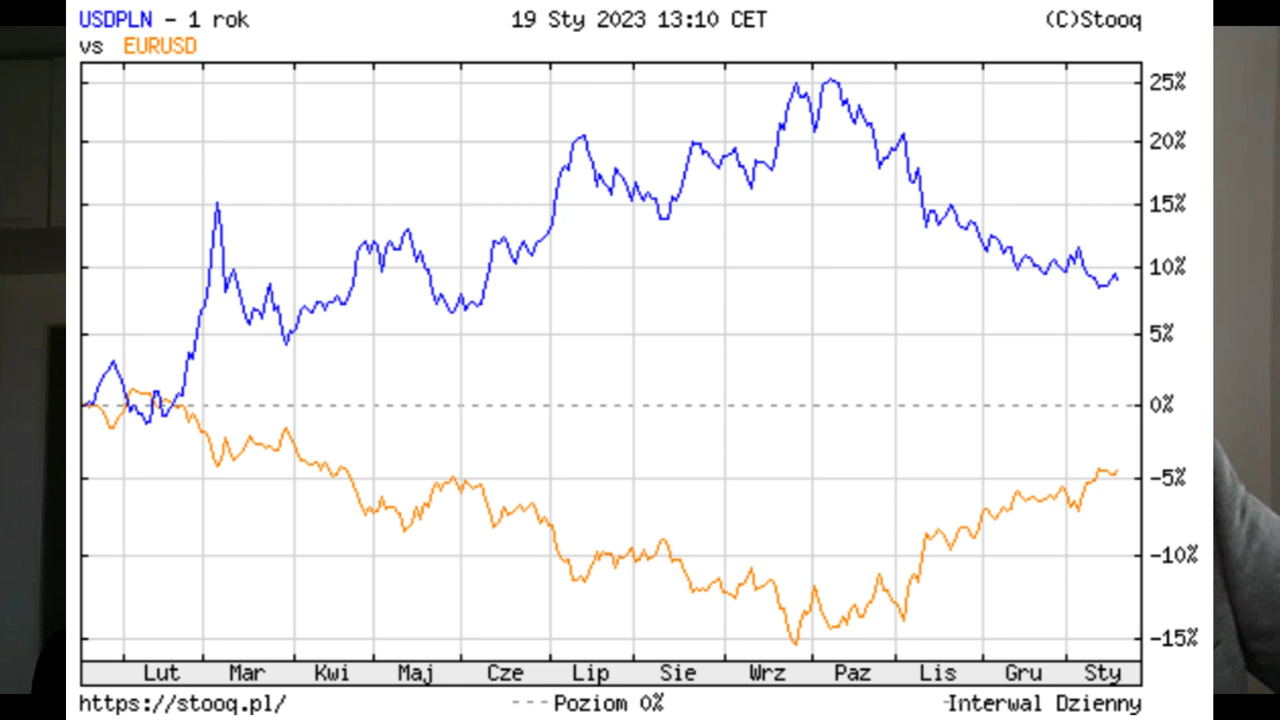 USDPLN - 1 rok 19 Sty 2023 13:10 CET (C)Stooq
vs EURUSD
25%
20%
15%
10%
5%
0%
-5%
-10%
-15%
Lut Mar Kwi Maj Cze Lip Sie Wrz Paz Lis Gru Sty
https://stooq.pl/ ---Poziom 0% -Interwal Dzienny